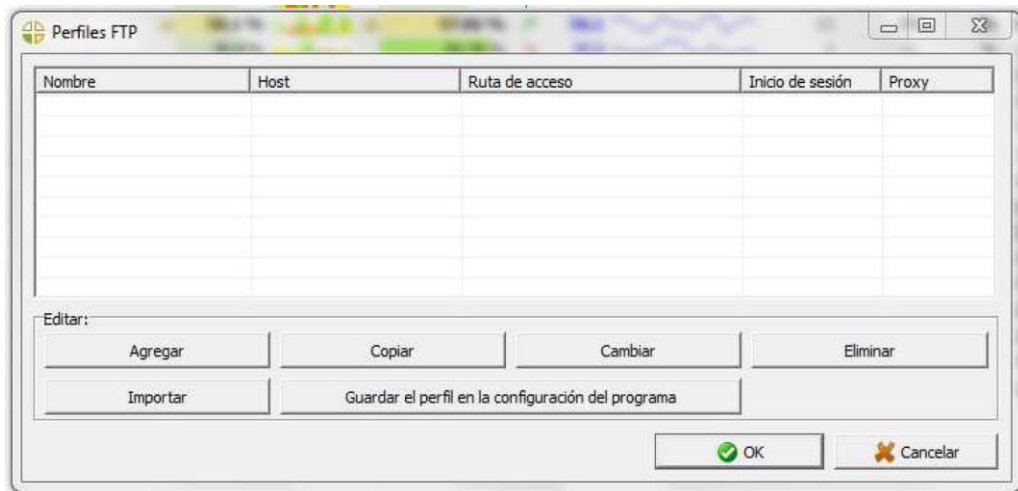 Perfiles FTP
Nombre Host Ruta de acceso Inicio de sesión Proxy
Editar:
Agregar Copiar Cambiar Eliminar
Importar Guardar el perfil en la configuración del programa
OK Cancelar